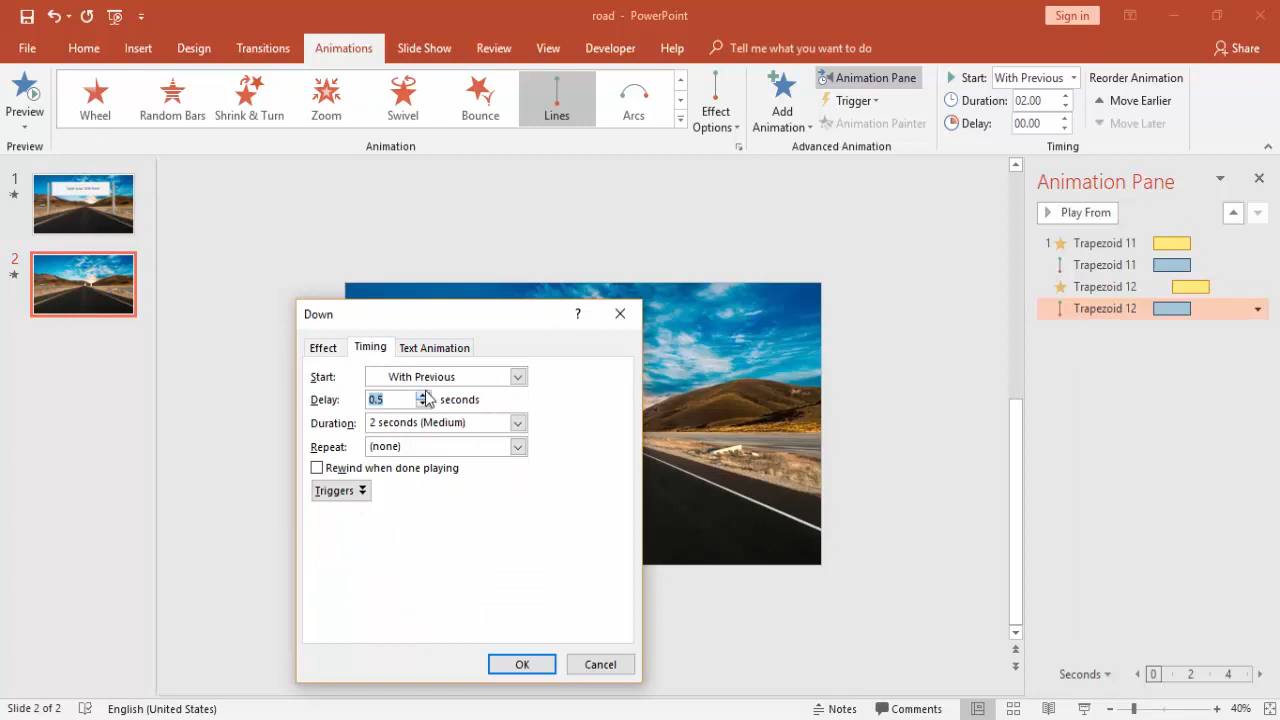 road - PowerPoint
Sign in
File Home Insert Design Transitions Animations Slide Show Review View Developer Help Tell me what you want to do Share
Preview
Wheel Random Bars Shrink & Turn Zoom Swivel Bounce Lines Arcs
Effect Options
Add Animation
Animation Pane
Trigger
Animation Painter
Start: With Previous
Duration: 02.00
Delay: 00.00
Reorder Animation
Move Earlier
Move Later
Preview Animation Advanced Animation Timing
1
2
Animation Pane
Play From
1 Trapezoid 11
Trapezoid 11
Trapezoid 12
Trapezoid 12
Down
?
Effect Timing Text Animation
Start: With Previous
Delay: 0.5 seconds
Duration: 2 seconds (Medium)
Repeat: (none)
Rewind when done playing
Triggers
OK Cancel
Seconds 0 2 4
Slide 2 of 2 English (United States) Notes Comments 40%